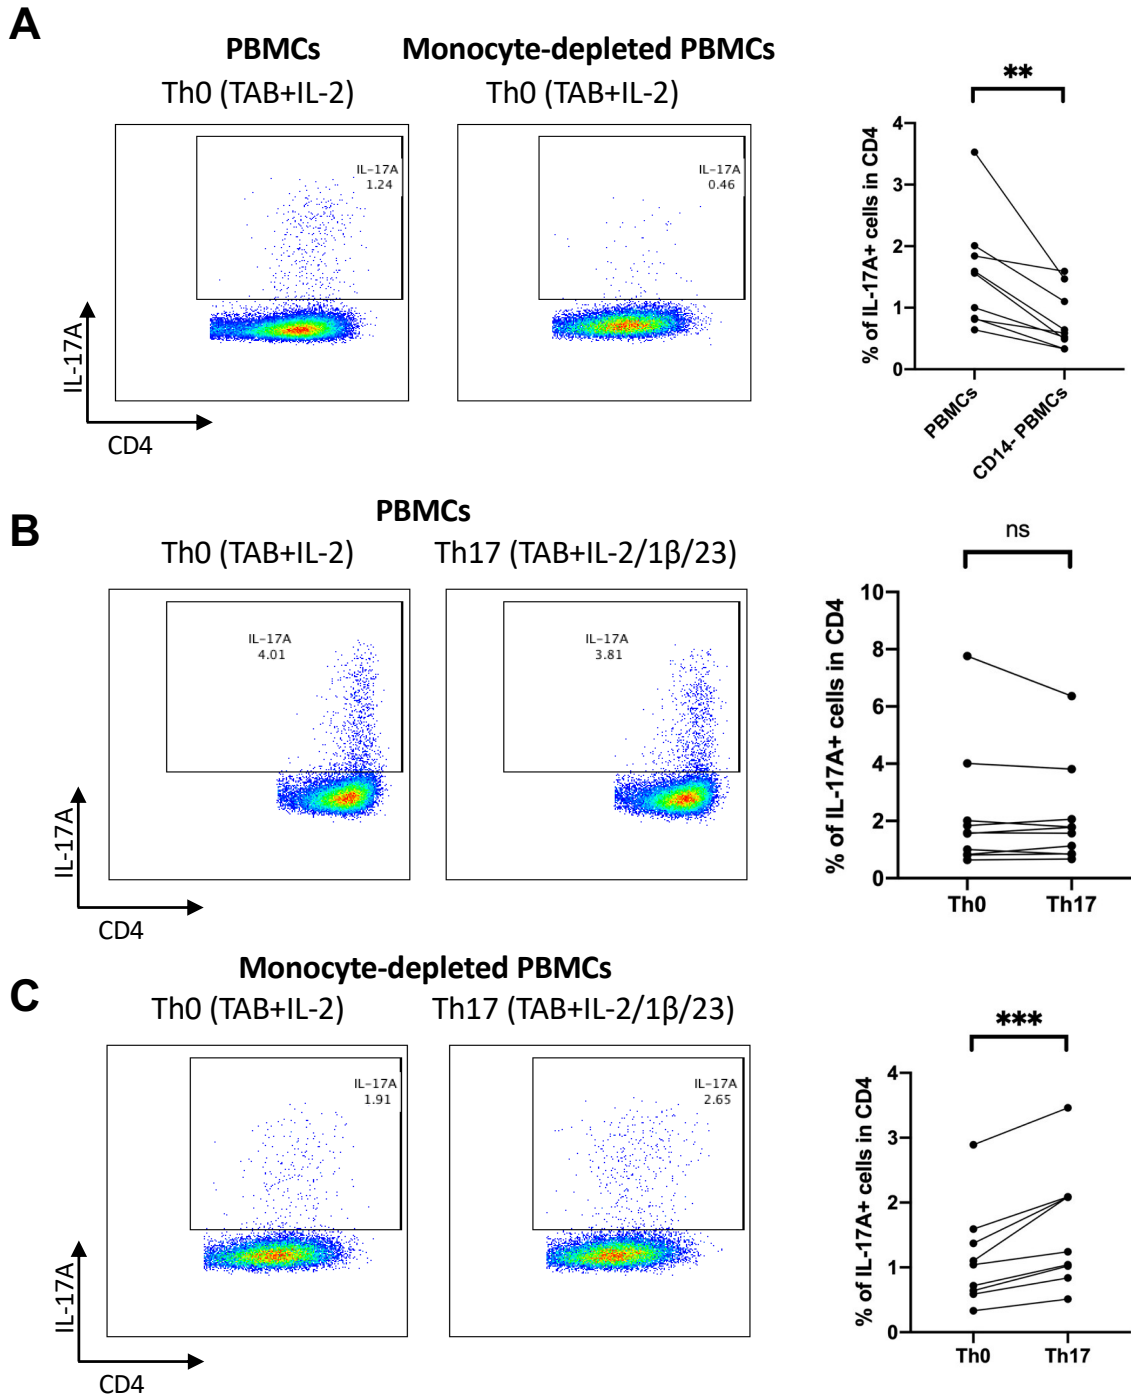 A
PBMCs
Monocyte-depleted PBMCs
Th0 (TAB+IL-2)
Th0 (TAB+IL-2)
IL-17A
1.24
IL-17A
0.46
IL-17A
CD4
**
% of IL-17A+ cells in CD4
4
3
2
1
0
PBMCs
CD14- PBMCs
B
PBMCs
Th0 (TAB+IL-2)
Th17 (TAB+IL-2/1β/23)
IL-17A
4.01
IL-17A
3.81
IL-17A
CD4
ns
% of IL-17A+ cells in CD4
10
8
6
4
2
0
Th0
Th17
C
Monocyte-depleted PBMCs
Th0 (TAB+IL-2)
Th17 (TAB+IL-2/1β/23)
IL-17A
1.91
IL-17A
2.65
IL-17A
CD4
***
% of IL-17A+ cells in CD4
4
3
2
1
0
Th0
Th17